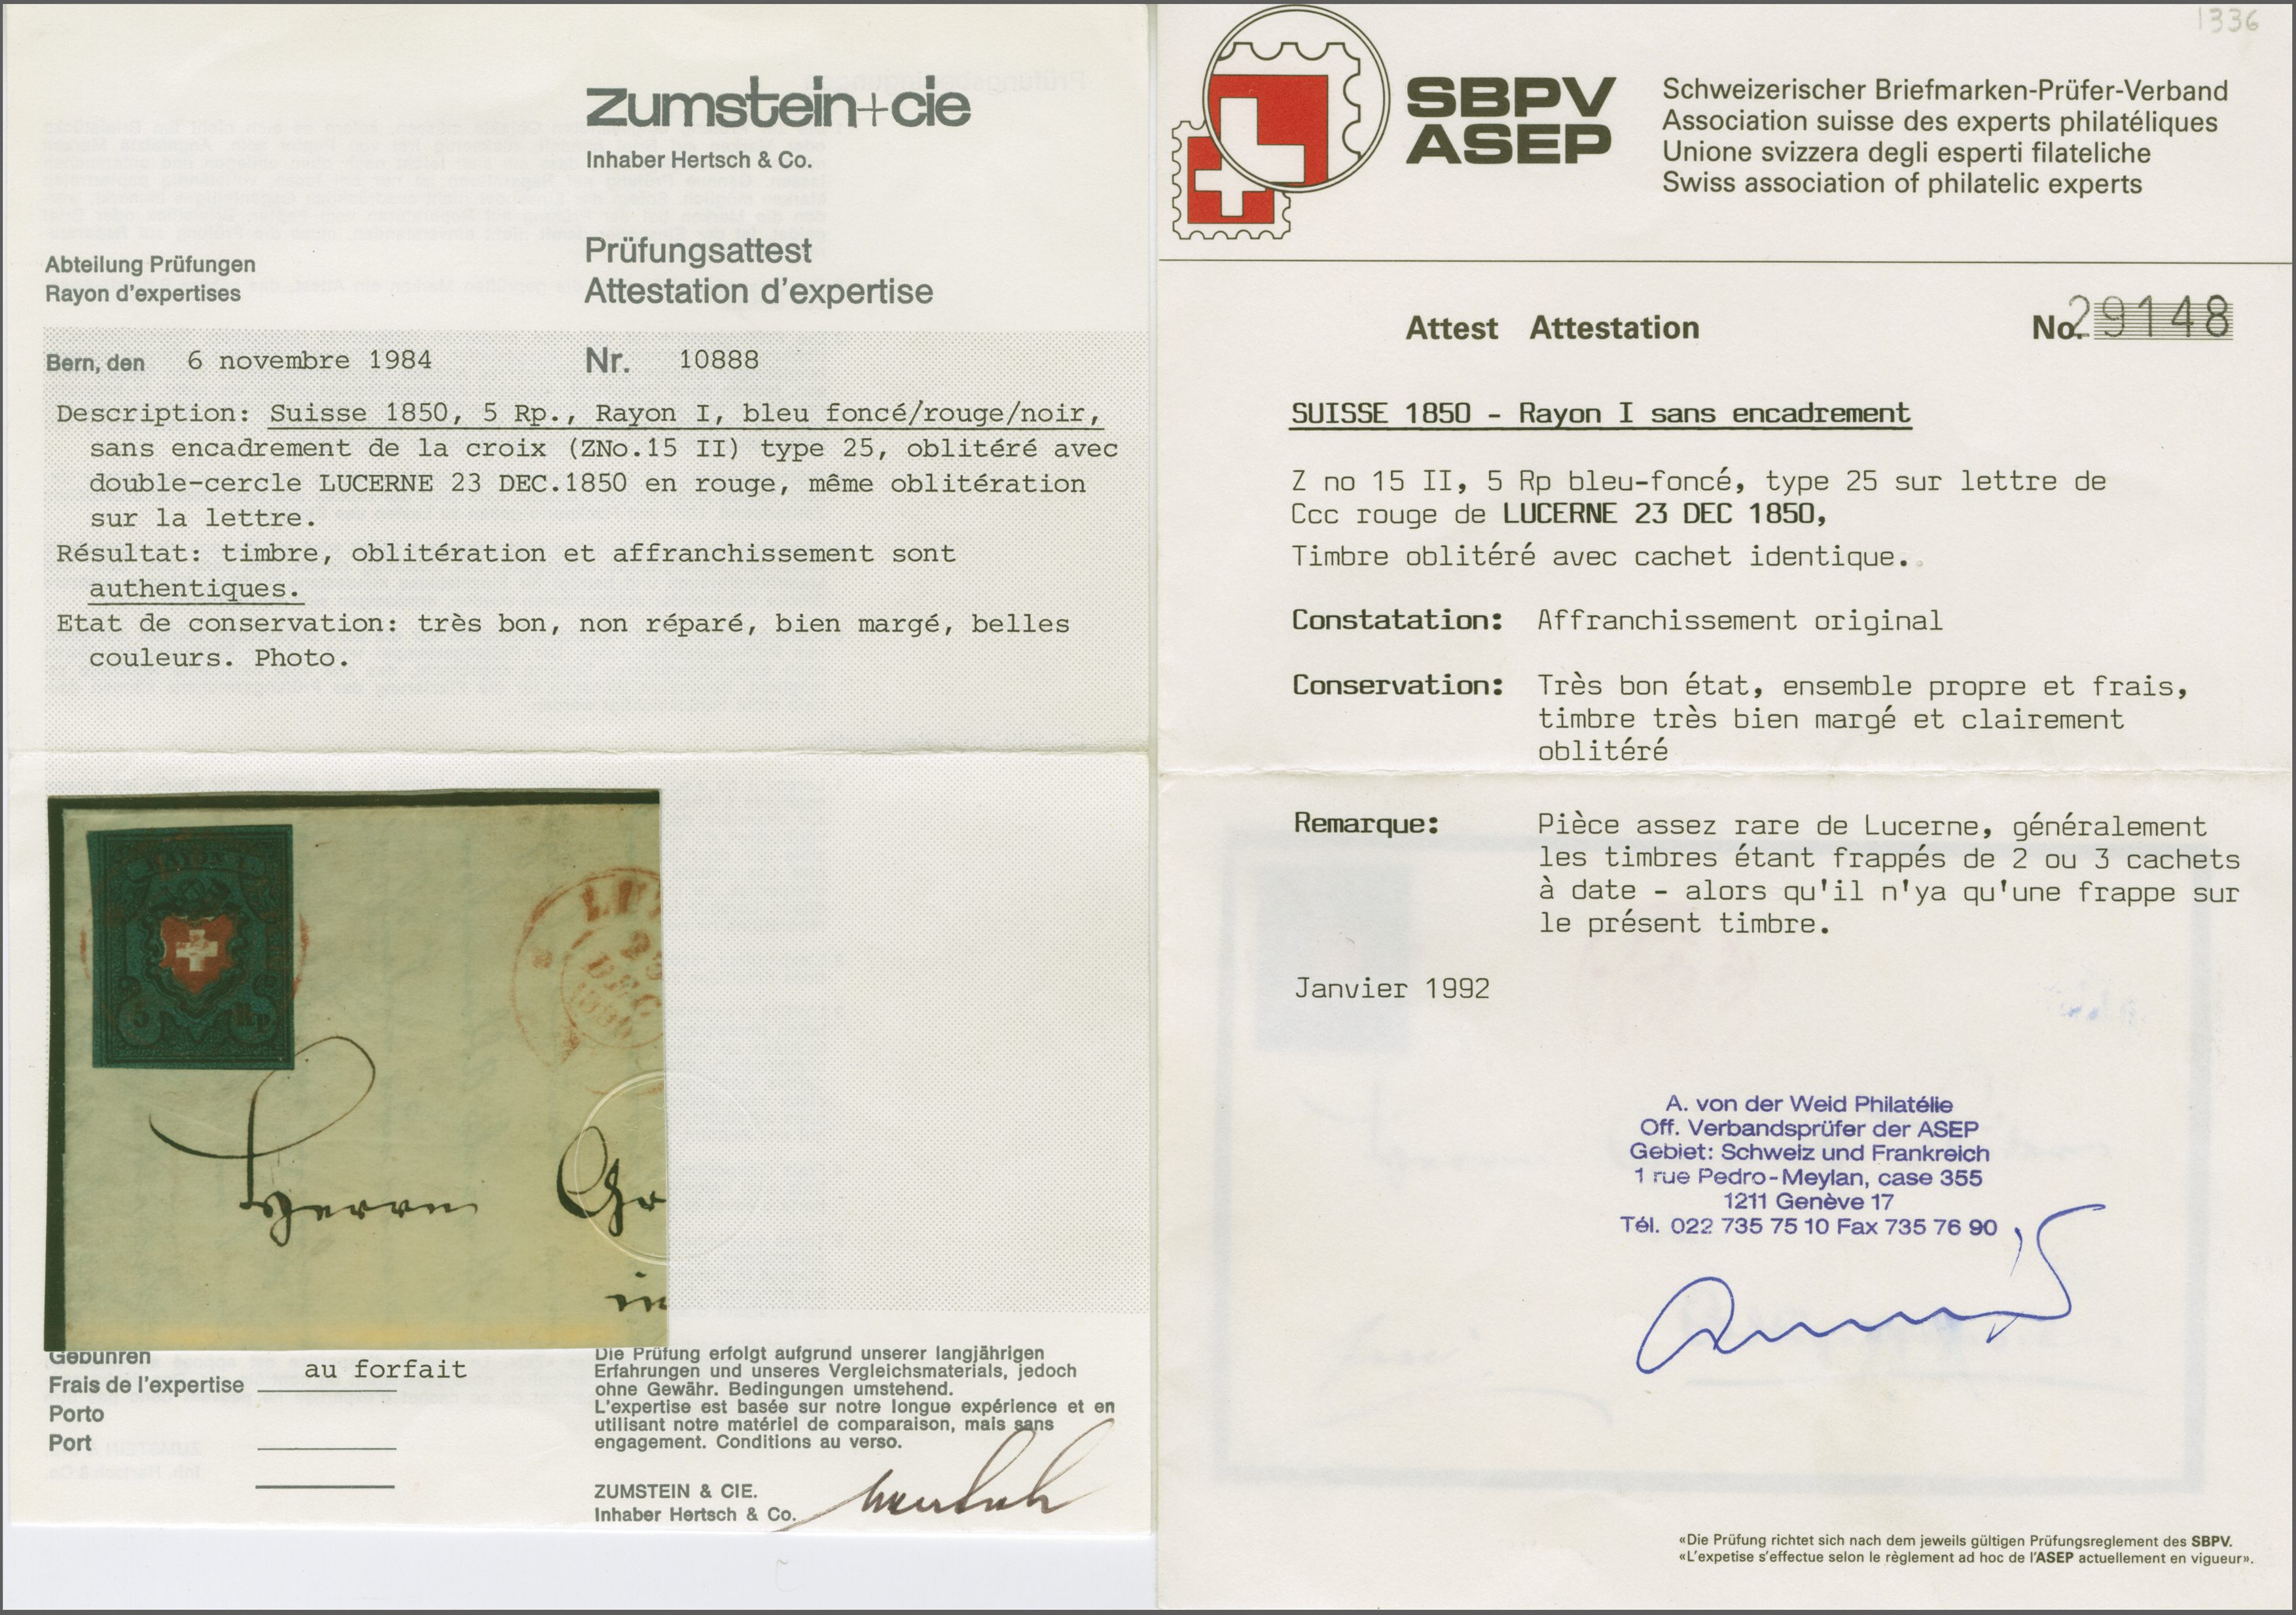 zumstein+cie
Inhaber Hertsch & Co.
Abteilung Prüfungen
Rayon d'expertises
Prüfungsattest
Attestation d'expertise
Bern, den 6 novembre 1984 Nr. 10888
Description: Suisse 1850, 5 Rp., Rayon I, bleu foncé/rouge/noir,
sans encadrement de la croix (ZNo.15 II) type 25, oblitéré avec
double-cercle LUCERNE 23 DEC.1850 en rouge, même oblitération
sur la lettre.
Résultat: timbre, oblitération et affranchissement sont
authentiques.
Etat de conservation: très bon, non réparé, bien margé, belles
couleurs. Photo.
RAYON I
5 Rp.
LU
23
DEC
Herrn Gr
in
Gebühren
Frais de l'expertise au forfait
Porto
Port
Die Prüfung erfolgt aufgrund unserer langjährigen
Erfahrungen und unseres Vergleichsmaterials, jedoch
ohne Gewähr. Bedingungen umstehend.
L'expertise est basée sur notre longue expérience et en
utilisant notre matériel de comparaison, mais sans
engagement. Conditions au verso.
ZUMSTEIN & CIE.
Inhaber Hertsch & Co.
1336
SBPV
ASEP
Schweizerischer Briefmarken-Prüfer-Verband
Association suisse des experts philatéliques
Unione svizzera degli esperti filateliche
Swiss association of philatelic experts
Attest Attestation No. 29148
SUISSE 1850 - Rayon I sans encadrement
Z no 15 II, 5 Rp bleu-foncé, type 25 sur lettre de
Ccc rouge de LUCERNE 23 DEC 1850,
Timbre oblitéré avec cachet identique.
Constatation: Affranchissement original
Conservation: Très bon état, ensemble propre et frais,
timbre très bien margé et clairement
oblitéré
Remarque: Pièce assez rare de Lucerne, généralement
les timbres étant frappés de 2 ou 3 cachets
à date - alors qu'il n'ya qu'une frappe sur
le présent timbre.
Janvier 1992
A. von der Weid Philatélie
Off. Verbandsprüfer der ASEP
Gebiet: Schweiz und Frankreich
1 rue Pedro-Meylan, case 355
1211 Genève 17
Tél. 022 735 75 10 Fax 735 76 90
«Die Prüfung richtet sich nach dem jeweils gültigen Prüfungsreglement des SBPV.
«L'expetise s'effectue selon le règlement ad hoc de l'ASEP actuellement en vigueur».